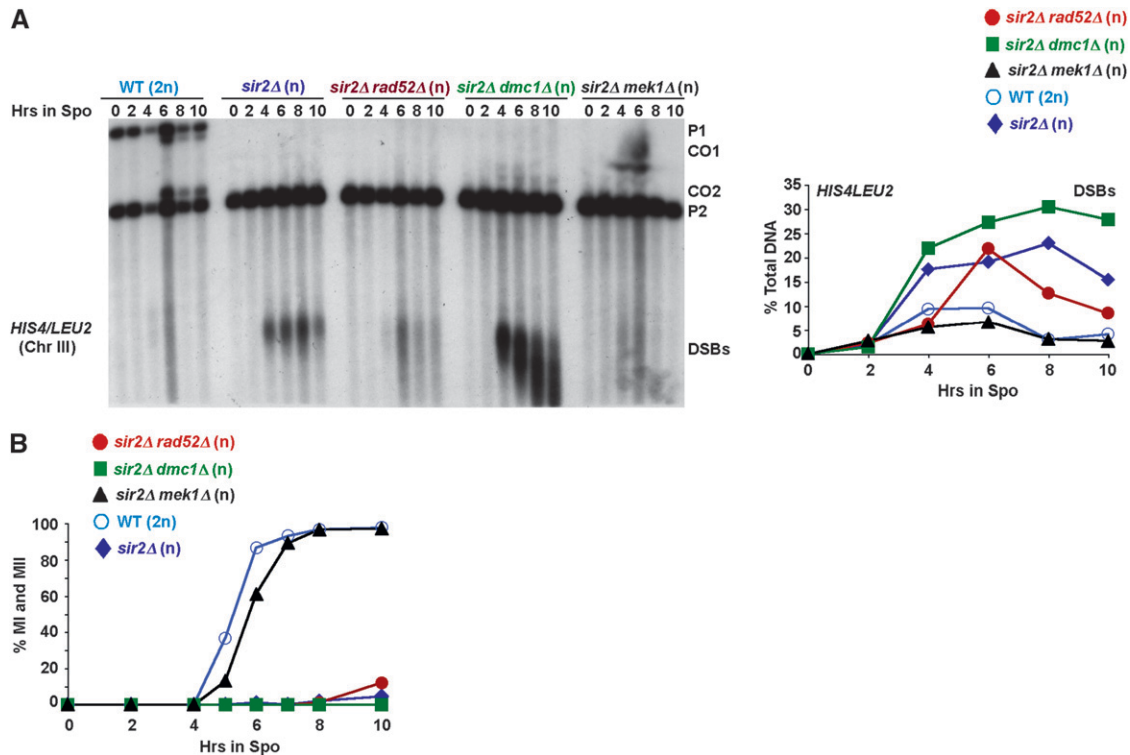 A
WT (2n) sir2Δ (n) sir2Δ rad52Δ (n) sir2Δ dmc1Δ (n) sir2Δ mek1Δ (n)
Hrs in Spo 0 2 4 6 8 10 0 2 4 6 8 10 0 2 4 6 8 10 0 2 4 6 8 10 0 2 4 6 8 10
P1
CO1
CO2
P2
HIS4/LEU2
(Chr III)
DSBs
sir2Δ rad52Δ (n)
sir2Δ dmc1Δ (n)
sir2Δ mek1Δ (n)
WT (2n)
sir2Δ (n)
HIS4LEU2 DSBs
% Total DNA
35
30
25
20
15
10
5
0
0 2 4 6 8 10
Hrs in Spo
B
sir2Δ rad52Δ (n)
sir2Δ dmc1Δ (n)
sir2Δ mek1Δ (n)
WT (2n)
sir2Δ (n)
% MI and MII
100
80
60
40
20
0
0 2 4 6 8 10
Hrs in Spo